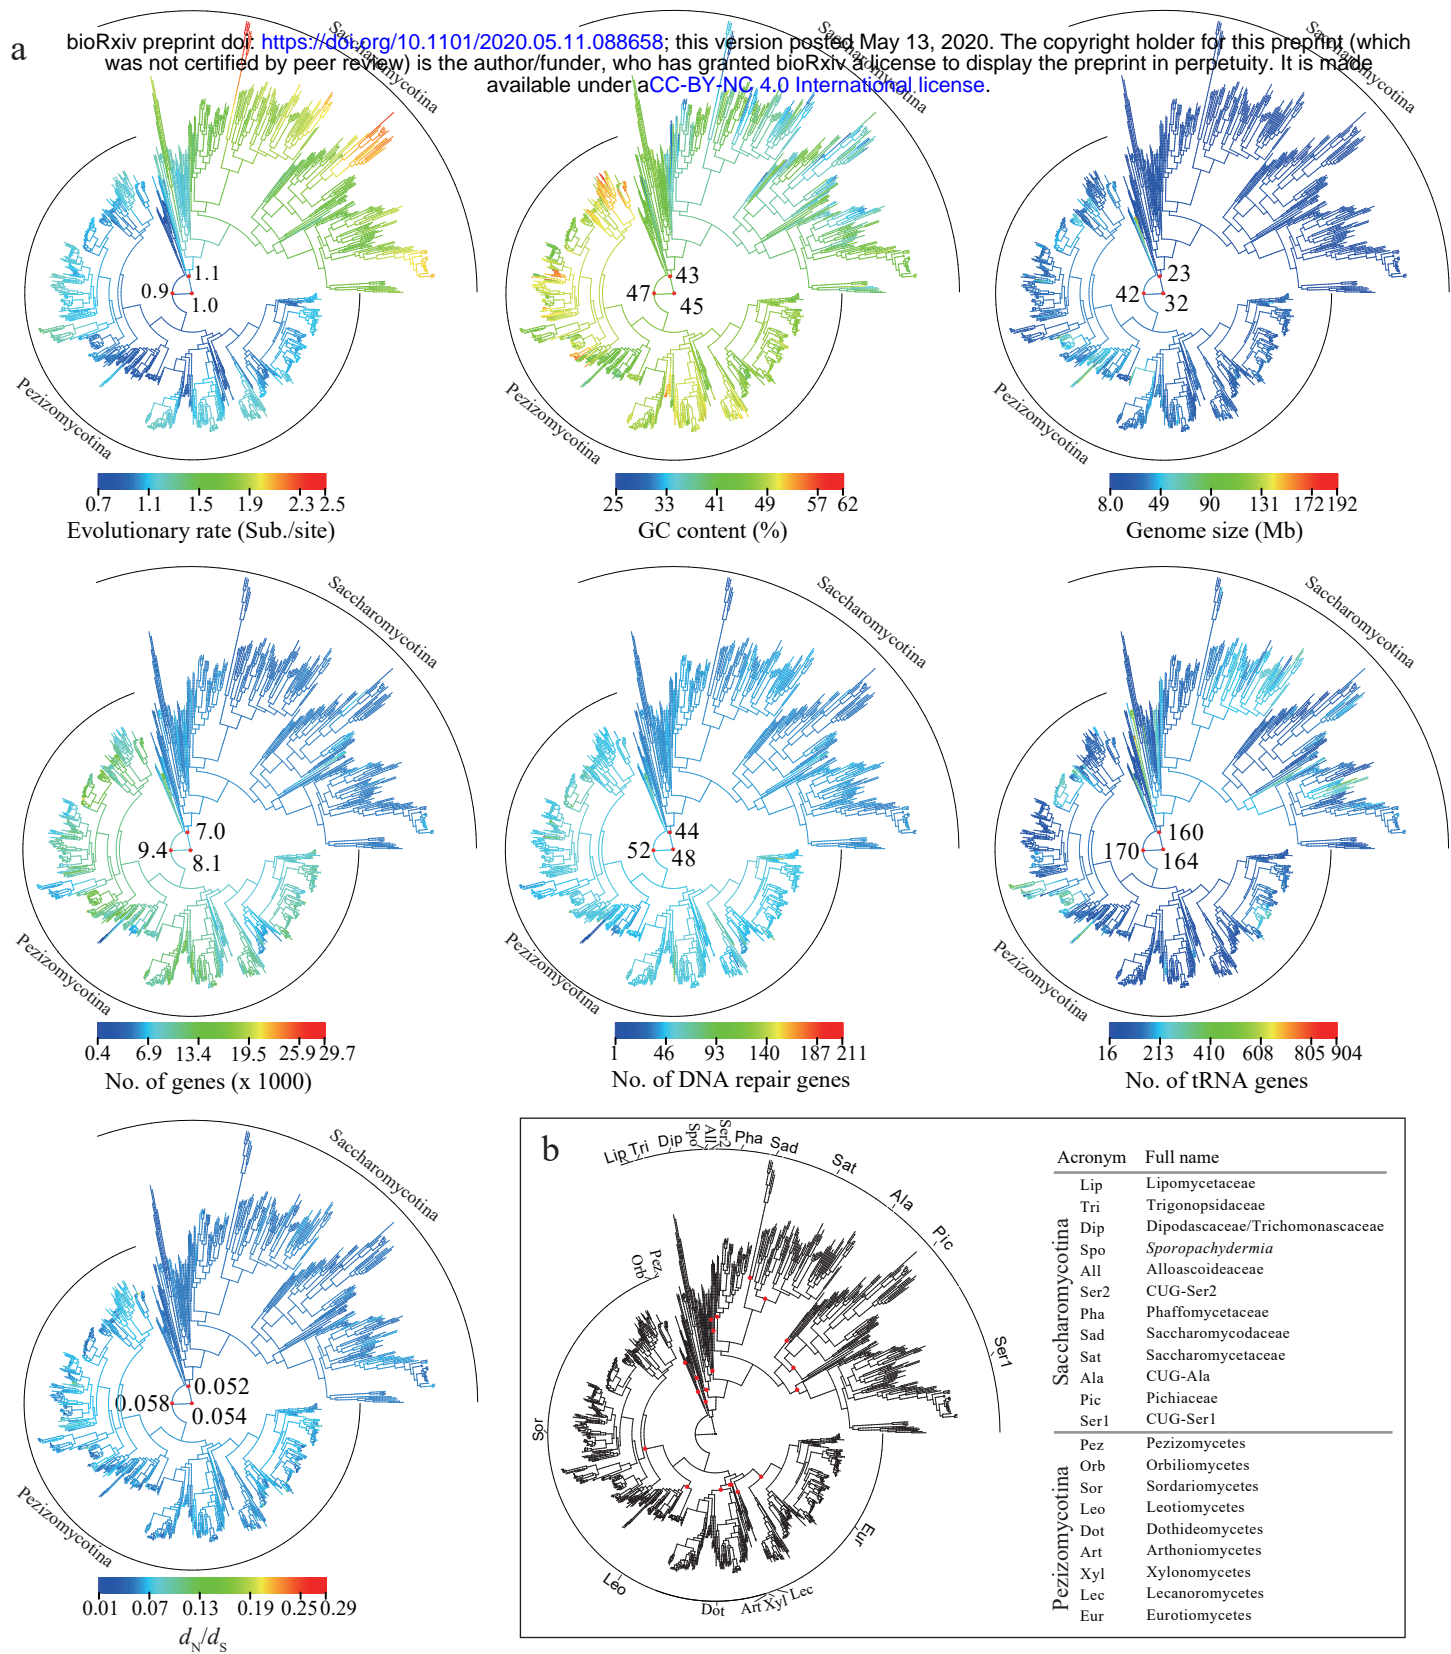 bioRxiv preprint doi: https://doi.org/10.1101/2020.05.11.088658; this version posted May 13, 2020. The copyright holder for this preprint (which
was not certified by peer review) is the author/funder, who has granted bioRxiv a license to display the preprint in perpetuity. It is made
available under aCC-BY-NC 4.0 International license.
a
Saccharomycotina
Pezizomycotina
1.1
0.9
1.0
0.7 1.1 1.5 1.9 2.3 2.5
Evolutionary rate (Sub./site)
Saccharomycotina
Pezizomycotina
43
47
45
25 33 41 49 57 62
GC content (%)
Saccharomycotina
Pezizomycotina
23
42
32
8.0 49 90 131 172 192
Genome size (Mb)
Saccharomycotina
Pezizomycotina
7.0
9.4
8.1
0.4 6.9 13.4 19.5 25.9 29.7
No. of genes (x 1000)
Saccharomycotina
Pezizomycotina
44
52
48
1 46 93 140 187 211
No. of DNA repair genes
Saccharomycotina
Pezizomycotina
160
170
164
16 213 410 608 805 904
No. of tRNA genes
Saccharomycotina
Pezizomycotina
0.052
0.058
0.054
0.01 0.07 0.13 0.19 0.25 0.29
dN/dS
b
Lip Tri Dip Spo All Ser2 Pha Sad Sat Ala Pic Ser1
Pez
Orb
Sor
Leo
Dot
Art
Xyl
Lec
Eur
Acronym Full name
Saccharomycotina
Lip Lipomycetaceae
Tri Trigonopsidaceae
Dip Dipodascaceae/Trichomonascaceae
Spo Sporopachydermia
All Alloascoideaceae
Ser2 CUG-Ser2
Pha Phaffomycetaceae
Sad Saccharomycodaceae
Sat Saccharomycetaceae
Ala CUG-Ala
Pic Pichiaceae
Ser1 CUG-Ser1
Pezizomycotina
Pez Pezizomycetes
Orb Orbiliomycetes
Sor Sordariomycetes
Leo Leotiomycetes
Dot Dothideomycetes
Art Arthoniomycetes
Xyl Xylonomycetes
Lec Lecanoromycetes
Eur Eurotiomycetes